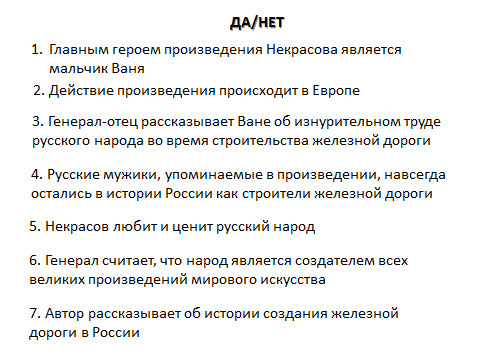 ДА/НЕТ
1. Главным героем произведения Некрасова является
мальчик Ваня
2. Действие произведения происходит в Европе
3. Генерал-отец рассказывает Ване об изнурительном труде
русского народа во время строительства железной дороги
4. Русские мужики, упоминаемые в произведении, навсегда
остались в истории России как строители железной дороги
5. Некрасов любит и ценит русский народ
6. Генерал считает, что народ является создателем всех
великих произведений мирового искусства
7. Автор рассказывает об истории создания железной
дороги в России